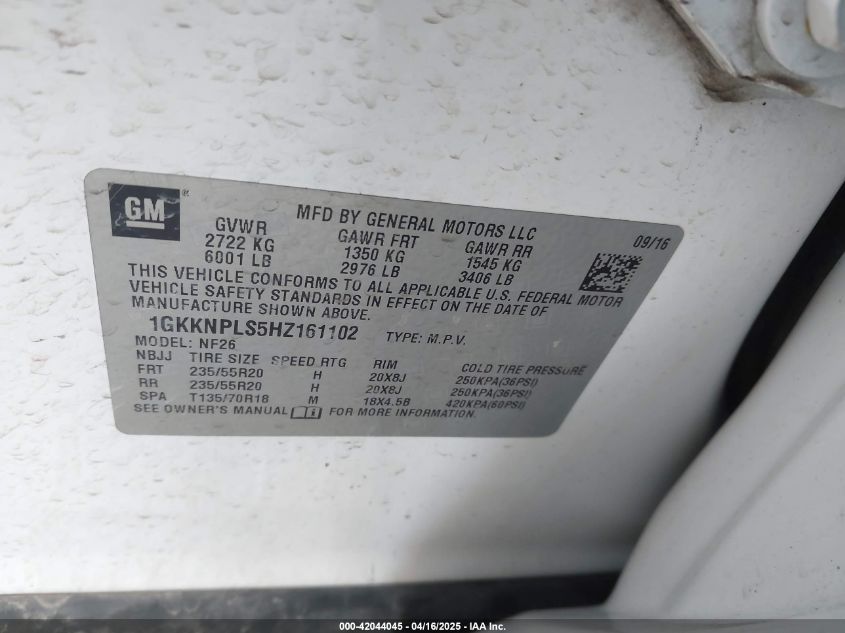 GM ®
MFD BY GENERAL MOTORS LLC
09/16
GVWR GAWR FRT GAWR RR
2722 KG 1350 KG 1545 KG
6001 LB 2976 LB 3406 LB
THIS VEHICLE CONFORMS TO ALL APPLICABLE U.S. FEDERAL MOTOR
VEHICLE SAFETY STANDARDS IN EFFECT ON THE DATE OF
MANUFACTURE SHOWN ABOVE.
1GKKNPLS5HZ161102 TYPE: M.P.V.
MODEL: NF26
NBJJ TIRE SIZE SPEED RTG RIM COLD TIRE PRESSURE
FRT 235/55R20 H 20X8J 250KPA(36PSI)
RR 235/55R20 H 20X8J 250KPA(36PSI)
SPA T135/70R18 M 18X4.5B 420KPA(60PSI)
SEE OWNER'S MANUAL i FOR MORE INFORMATION.
000-42044045 - 04/16/2025 - IAA Inc.